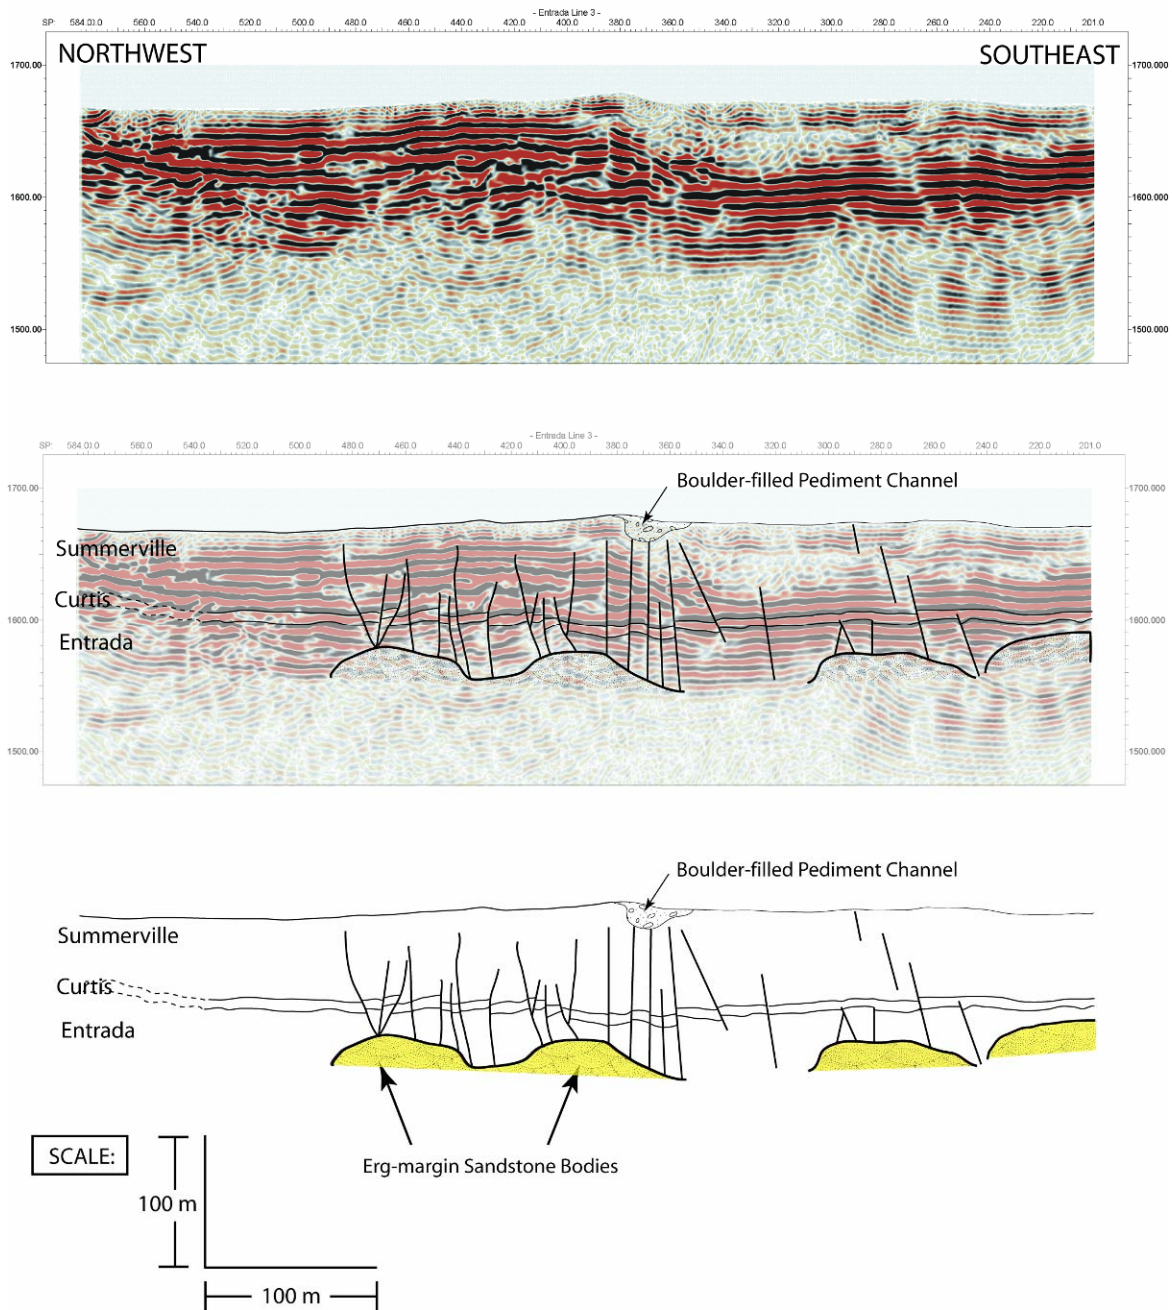 - Entrada Line 3 -
SP: 584.01.0 560.0 540.0 520.0 500.0 480.0 460.0 440.0 420.0 400.0 380.0 360.0 340.0 320.0 300.0 280.0 260.0 240.0 220.0 201.0
NORTHWEST SOUTHEAST
1700.00 1700.000
1600.00 1600.000
1500.00 1500.000
- Entrada Line 3 -
SP: 584.01.0 560.0 540.0 520.0 500.0 480.0 460.0 440.0 420.0 400.0 380.0 360.0 340.0 320.0 300.0 280.0 260.0 240.0 220.0 201.0
Boulder-filled Pediment Channel
1700.00 1700.000
Summerville
Curtis
1600.00 1600.000
Entrada
1500.00 1500.000
Boulder-filled Pediment Channel
Summerville
Curtis
Entrada
SCALE:
Erg-margin Sandstone Bodies
100 m
100 m